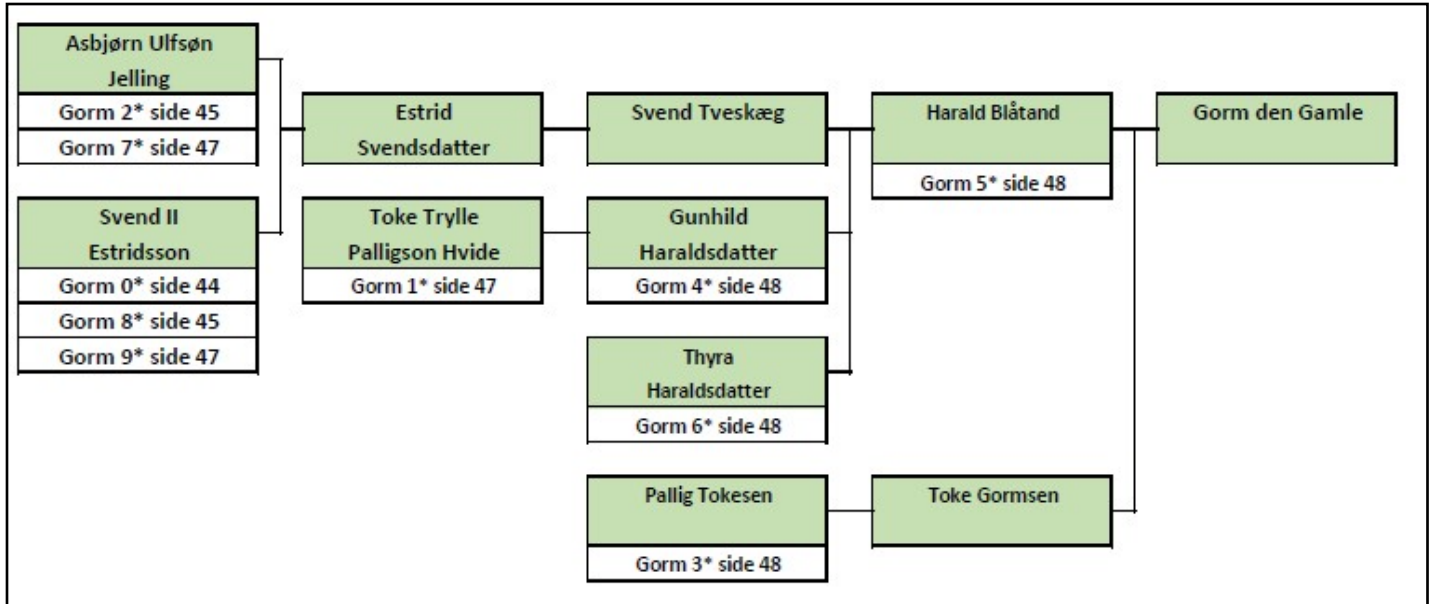 Asbjørn Ulfsøn
Jelling
Gorm 2* side 45
Gorm 7* side 47
Svend II
Estridsson
Gorm 0* side 44
Gorm 8* side 45
Gorm 9* side 47
Estrid
Svendsdatter
Toke Trylle
Palligson Hvide
Gorm 1* side 47
Svend Tveskæg
Gunhild
Haraldsdatter
Gorm 4* side 48
Thyra
Haraldsdatter
Gorm 6* side 48
Pallig Tokesen
Gorm 3* side 48
Harald Blåtand
Gorm 5* side 48
Toke Gormsen
Gorm den Gamle